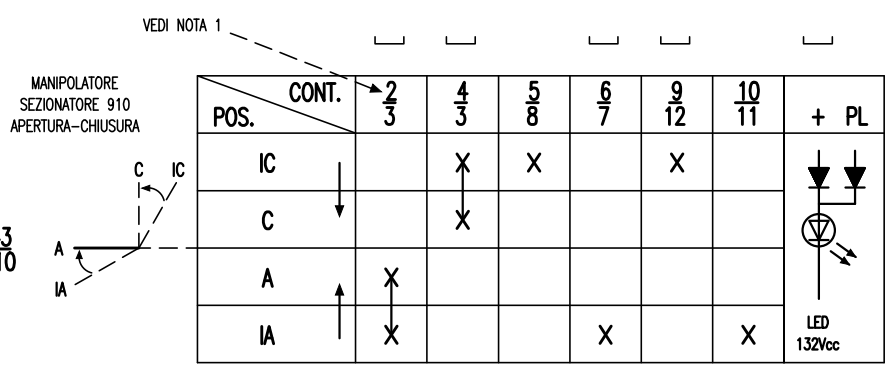 VEDI NOTA 1
MANIPOLATORE
SEZIONATORE 910
APERTURA-CHIUSURA
CONT.
POS.
2/3 4/3 5/8 6/7 9/12 10/11 + PL
IC X X X
C X
A X
IA X X X
C IC
A
IA
3
10
LED
132Vcc